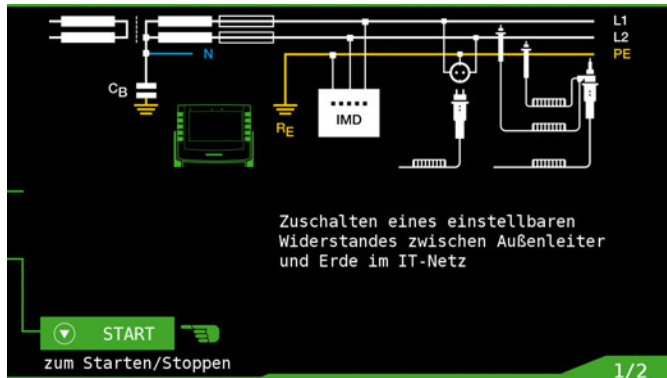 L1
L2
PE
N
CB
RE
IMD
Zuschalten eines einstellbaren
Widerstandes zwischen Außenleiter
und Erde im IT-Netz
START
zum Starten/Stoppen
1/2